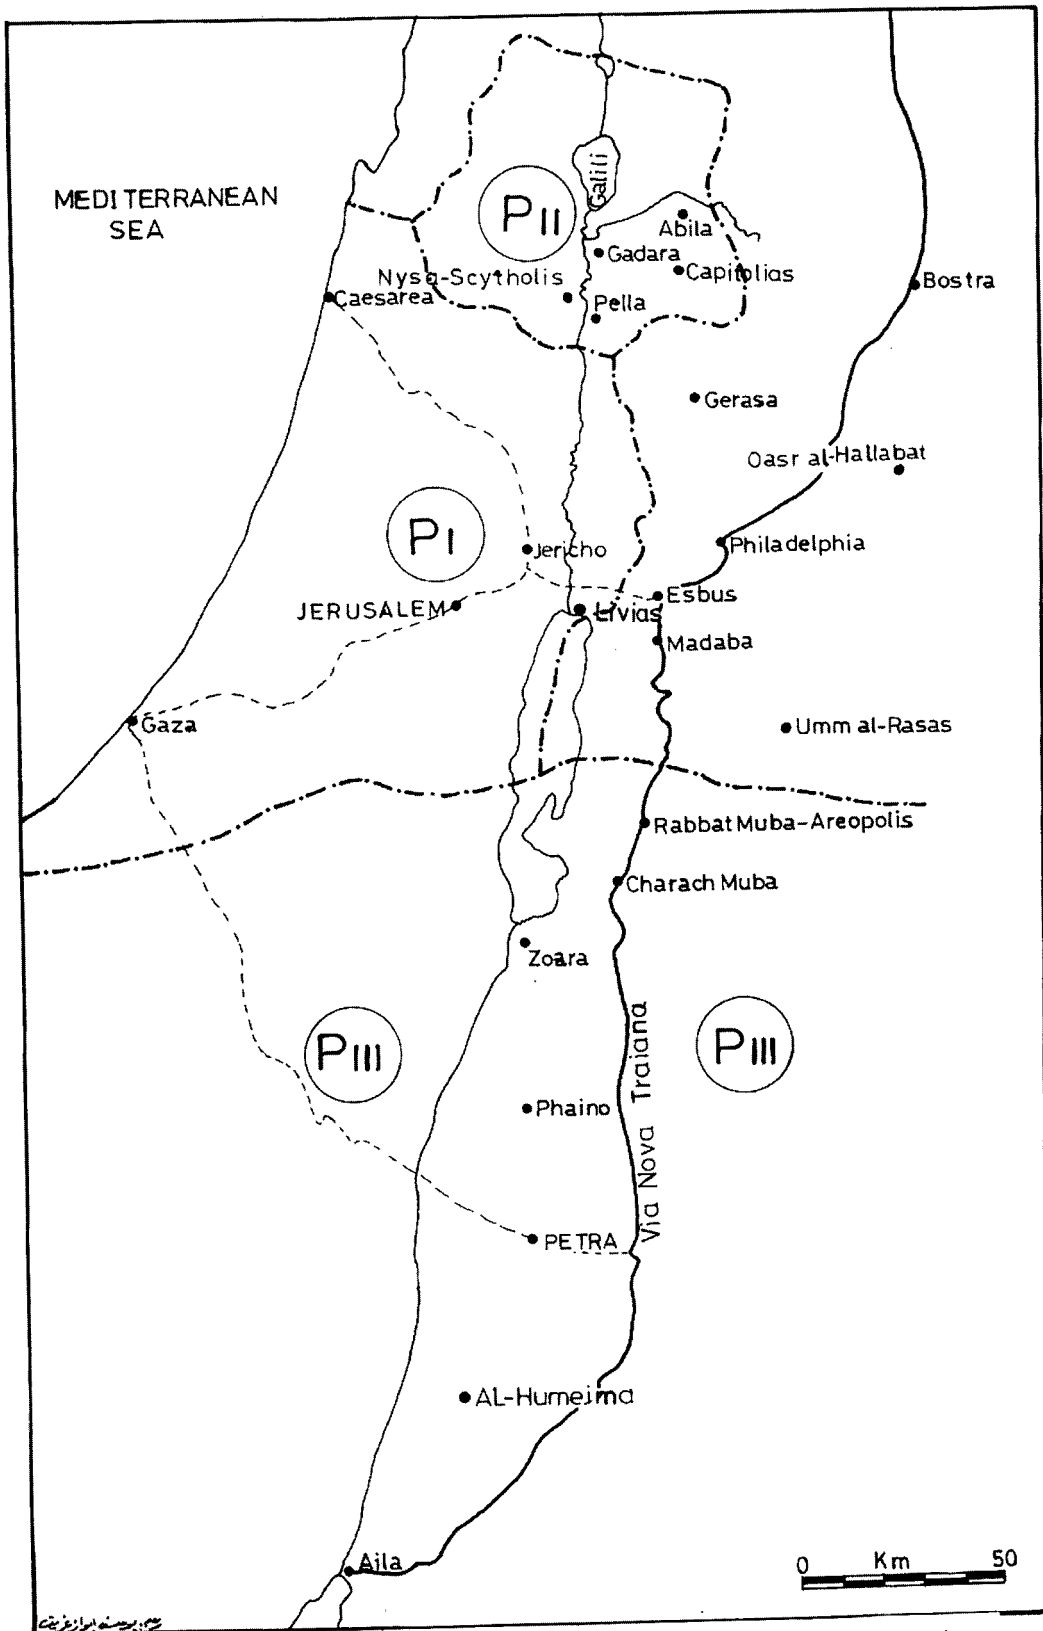 MEDITERRANEAN
SEA
PII
Galili
Abila
Gadara
Capitolias
Nysa-Scytholis
Bostra
Caesarea
Pella
Gerasa
Oasr al-Hallabat
PI
Jericho
Philadelphia
Esbus
JERUSALEM
Livias
Madaba
Gaza
Umm al-Rasas
Rabbat Muba-Areopolis
Charach Muba
Zoara
PIII
PIII
Via Nova Traiana
Phaino
PETRA
AL-Humeima
Aila
0 Km 50